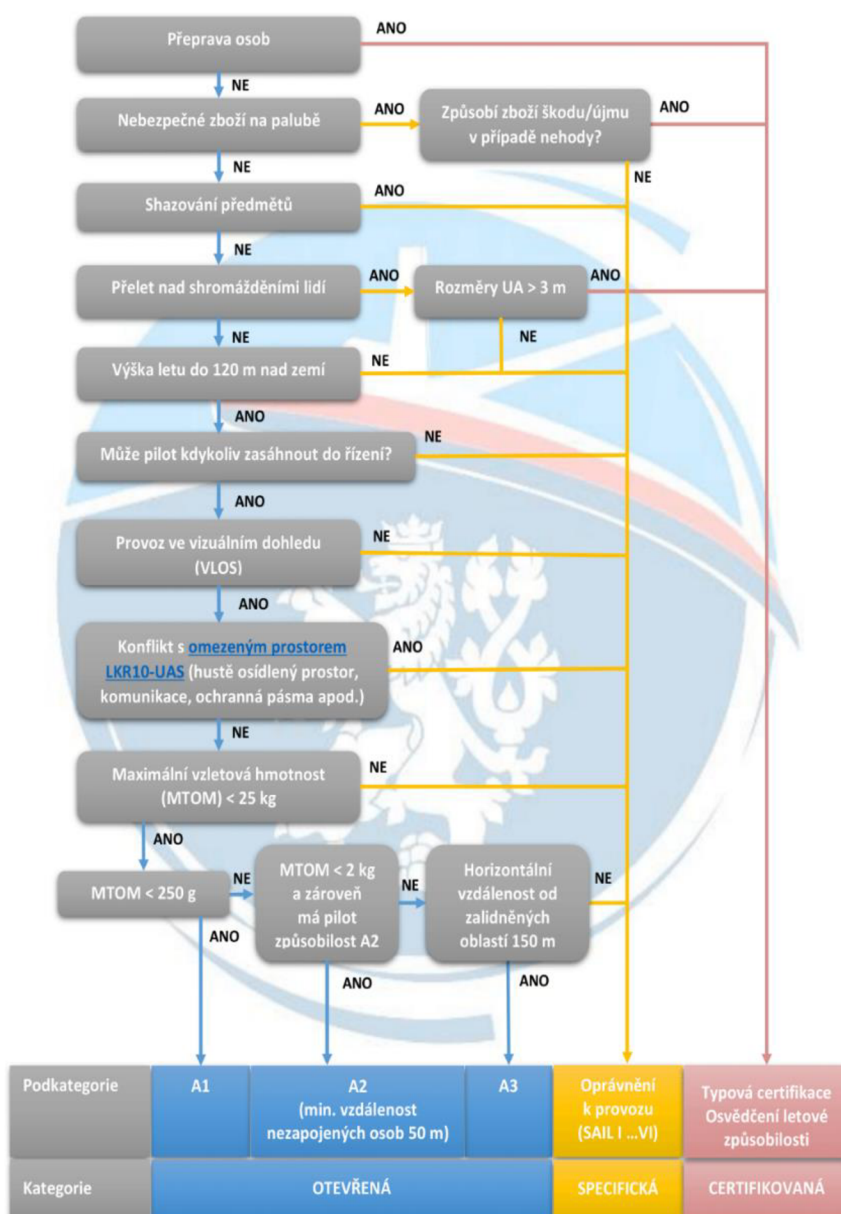 Přeprava osob
ANO
NE
Nebezpečné zboží na palubě
ANO
Způsobí zboží škodu/újmu
v případě nehody?
ANO
NE
NE
Shazování předmětů
ANO
NE
Přelet nad shromážděními lidí
ANO
Rozměry UA > 3 m
ANO
NE
NE
Výška letu do 120 m nad zemí
NE
ANO
Může pilot kdykoliv zasáhnout do řízení?
NE
ANO
Provoz ve vizuálním dohledu
(VLOS)
NE
ANO
Konflikt s omezeným prostorem
LKR10-UAS (hustě osídlený prostor,
komunikace, ochranná pásma apod.)
ANO
NE
Maximální vzletová hmotnost
(MTOM) < 25 kg
NE
ANO
MTOM < 250 g
NE
ANO
MTOM < 2 kg
a zároveň
má pilot
způsobilost A2
NE
ANO
Horizontální
vzdálenost od
zalidněných
oblastí 150 m
NE
ANO
Podkategorie
A1
A2
(min. vzdálenost
nezapojených osob 50 m)
A3
Oprávnění
k provozu
(SAIL I ...VI)
Typová certifikace
Osvědčení letové
způsobilosti
Kategorie
OTEVŘENÁ
SPECIFICKÁ
CERTIFIKOVANÁ